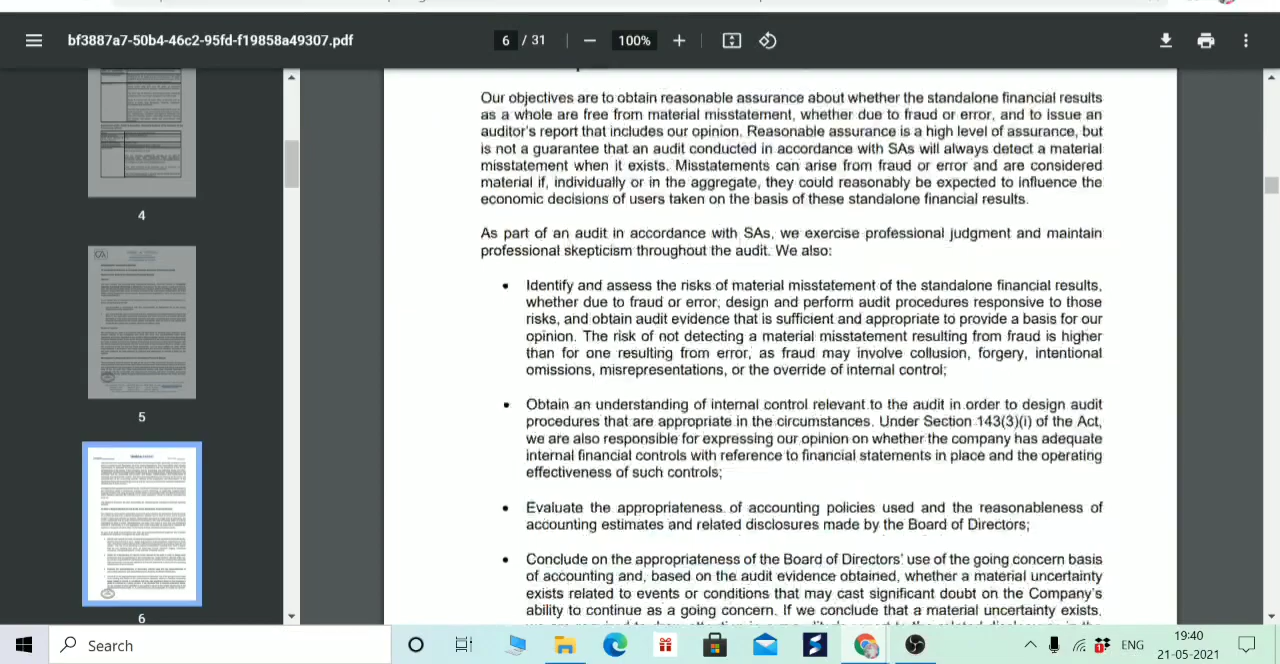 bf3887a7-50b4-46c2-95fd-f19858a49307.pdf
6 / 31
100%
4
5
6
Our objectives are to obtain reasonable assurance about whether the standalone financial results
as a whole are free from material misstatement, whether due to fraud or error, and to issue an
auditor's report that includes our opinion. Reasonable assurance is a high level of assurance, but
is not a guarantee that an audit conducted in accordance with SAs will always detect a material
misstatement when it exists. Misstatements can arise from fraud or error and are considered
material if, individually or in the aggregate, they could reasonably be expected to influence the
economic decisions of users taken on the basis of these standalone financial results.
As part of an audit in accordance with SAs, we exercise professional judgment and maintain
professional skepticism throughout the audit. We also:
• Identify and assess the risks of material misstatement of the standalone financial results,
whether due to fraud or error, design and perform audit procedures responsive to those
risks, and obtain audit evidence that is sufficient and appropriate to provide a basis for our
opinion. The risk of not detecting a material misstatement resulting from fraud is higher
than for one resulting from error, as fraud may involve collusion, forgery, intentional
omissions, misrepresentations, or the override of internal control;
• Obtain an understanding of internal control relevant to the audit in order to design audit
procedures that are appropriate in the circumstances. Under Section 143(3)(i) of the Act,
we are also responsible for expressing our opinion on whether the company has adequate
internal financial controls with reference to financial statements in place and the operating
effectiveness of such controls;
• Evaluate the appropriateness of accounting policies used and the reasonableness of
accounting estimates and related disclosures made by the Board of Directors;
• Conclude on the appropriateness of the Board of Directors' use of the going concern basis
of accounting and, based on the audit evidence obtained, whether a material uncertainty
exists related to events or conditions that may cast significant doubt on the Company's
ability to continue as a going concern. If we conclude that a material uncertainty exists,
Search
ENG
19:40
21-05-2021